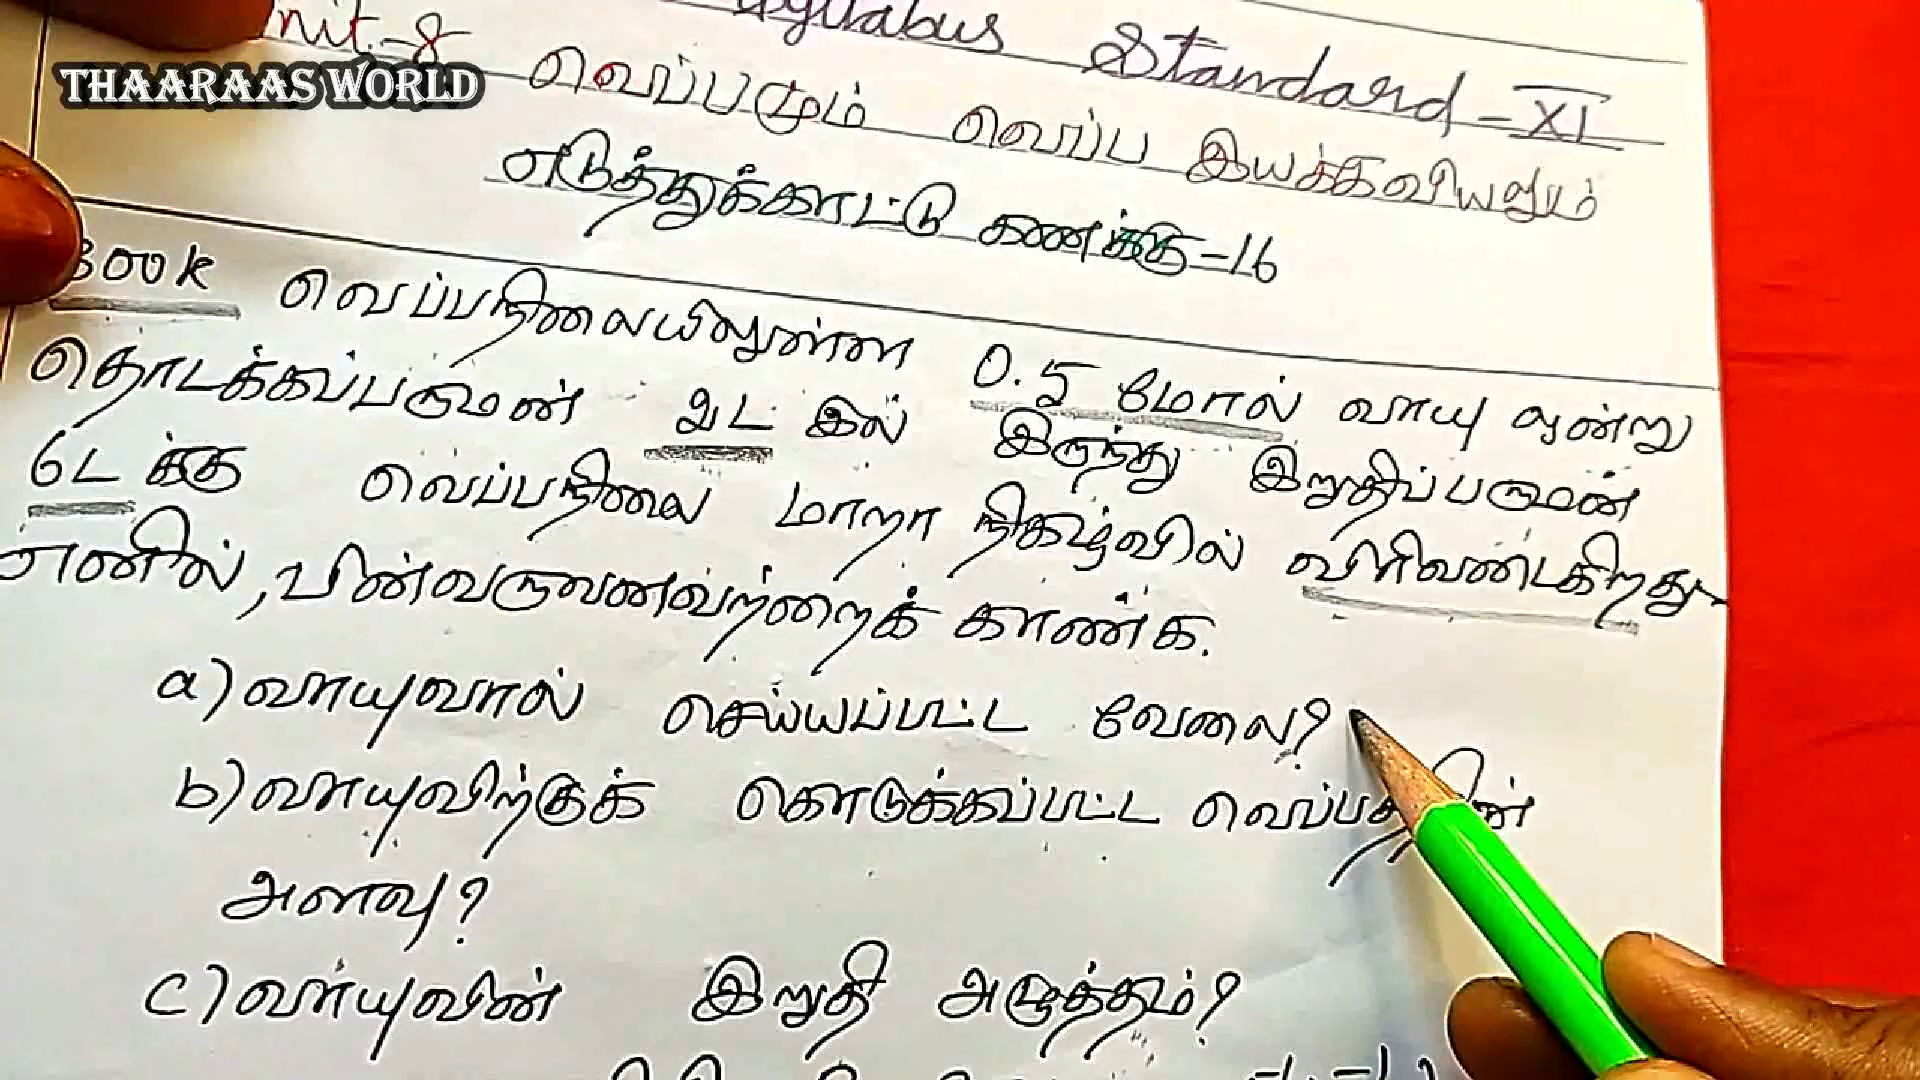 Syllabus Standard - XI
THAARAAS WORLD
nit.-8 வெப்பமும் வெப்ப இயக்கவியலும்
எடுத்துக்காட்டு கணக்கு-16
300k வெப்பநிலையிலுள்ள 0.5 மோல் வாயு ஒன்று
தொடக்கப்பருமன் 2L இல் இருந்து இறுதிப்பருமன்
6L க்கு வெப்பநிலை மாறா நிகழ்வில் விரிவடைகிறது
எனில், பின்வருவனவற்றைக் காண்க.
a) வாயுவால் செய்யப்பட்ட வேலை?
b) வாயுவிற்குக் கொடுக்கப்பட்ட வெப்பத்தின்
அளவு?
c) வாயுவின் இறுதி அழுத்தம்?